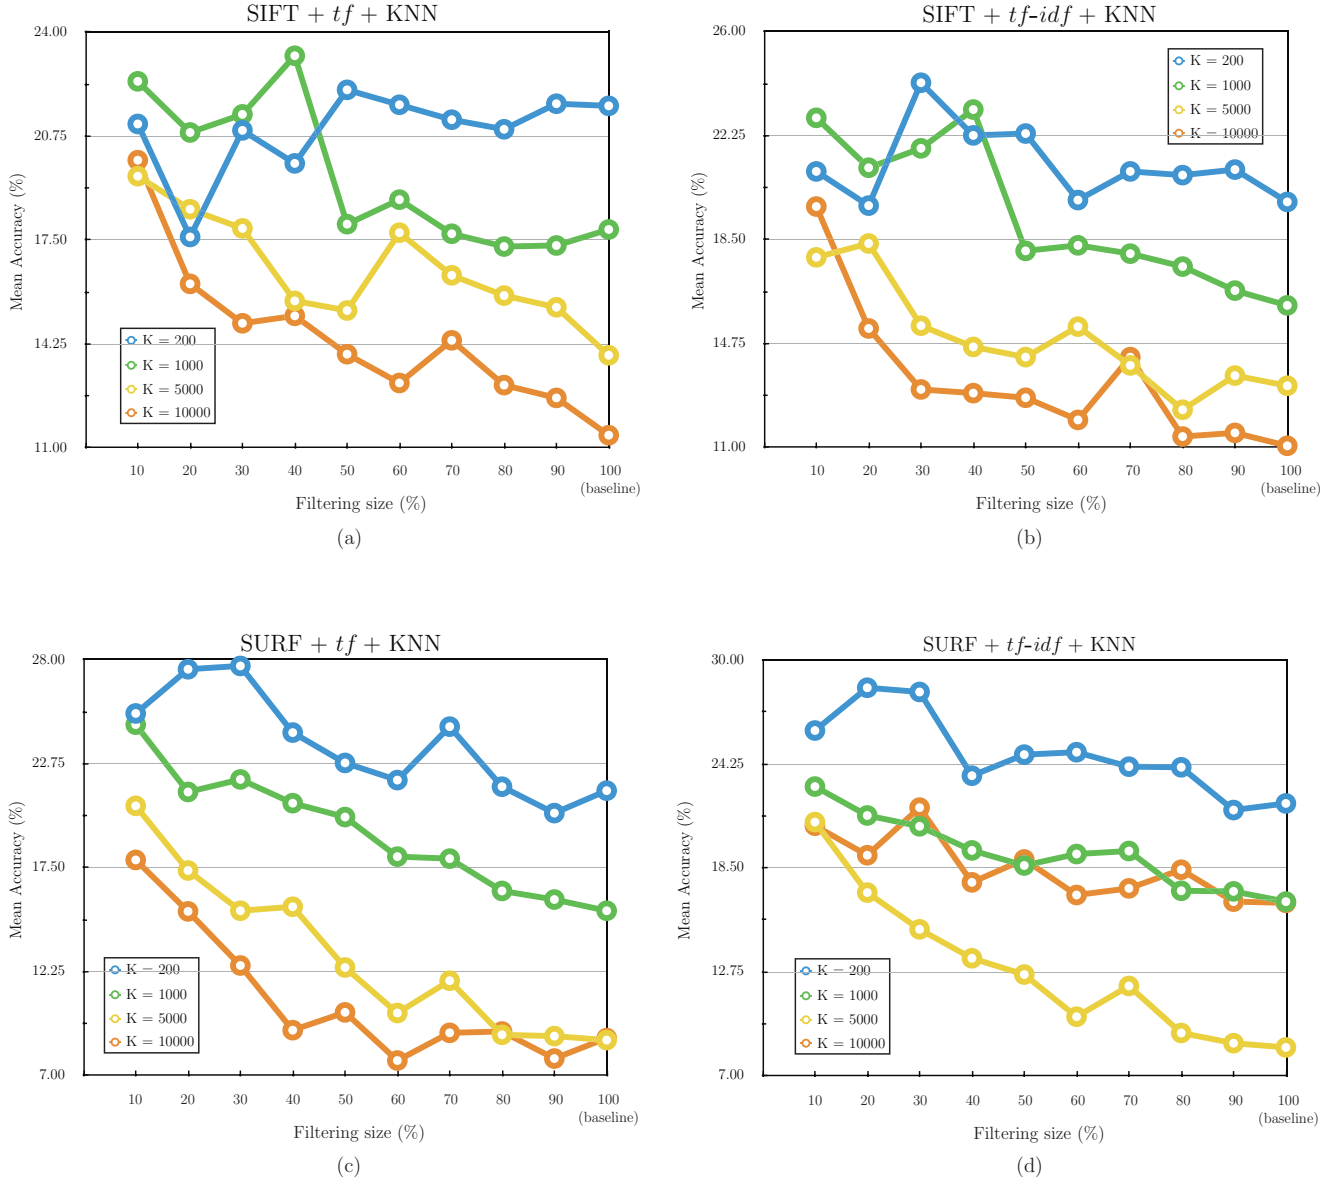 SIFT + tf + KNN
24.00
20.75
17.50
14.25
11.00
Mean Accuracy (%)
K = 200
K = 1000
K = 5000
K = 10000
10 20 30 40 50 60 70 80 90 100
(baseline)
Filtering size (%)
(a)
SIFT + tf-idf + KNN
26.00
22.25
18.50
14.75
11.00
Mean Accuracy (%)
K = 200
K = 1000
K = 5000
K = 10000
10 20 30 40 50 60 70 80 90 100
(baseline)
Filtering size (%)
(b)
SURF + tf + KNN
28.00
22.75
17.50
12.25
7.00
Mean Accuracy (%)
K = 200
K = 1000
K = 5000
K = 10000
10 20 30 40 50 60 70 80 90 100
(baseline)
Filtering size (%)
(c)
SURF + tf-idf + KNN
30.00
24.25
18.50
12.75
7.00
Mean Accuracy (%)
K = 200
K = 1000
K = 5000
K = 10000
10 20 30 40 50 60 70 80 90 100
(baseline)
Filtering size (%)
(d)